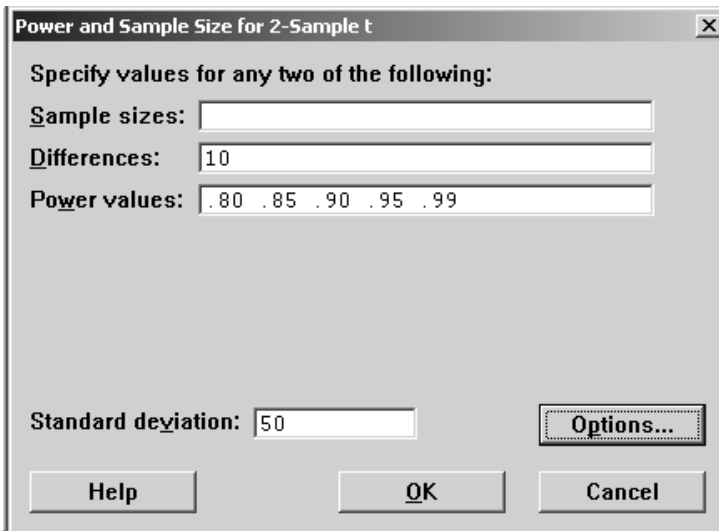 Power and Sample Size for 2-Sample t
Specify values for any two of the following:
Sample sizes:
Differences: 10
Power values: .80 .85 .90 .95 .99
Standard deviation: 50 Options...
Help OK Cancel